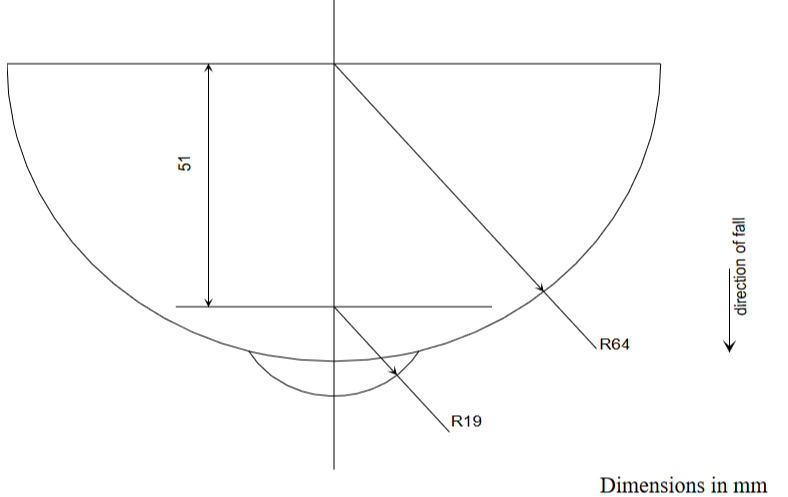 51
direction of fall
R64
R19
Dimensions in mm